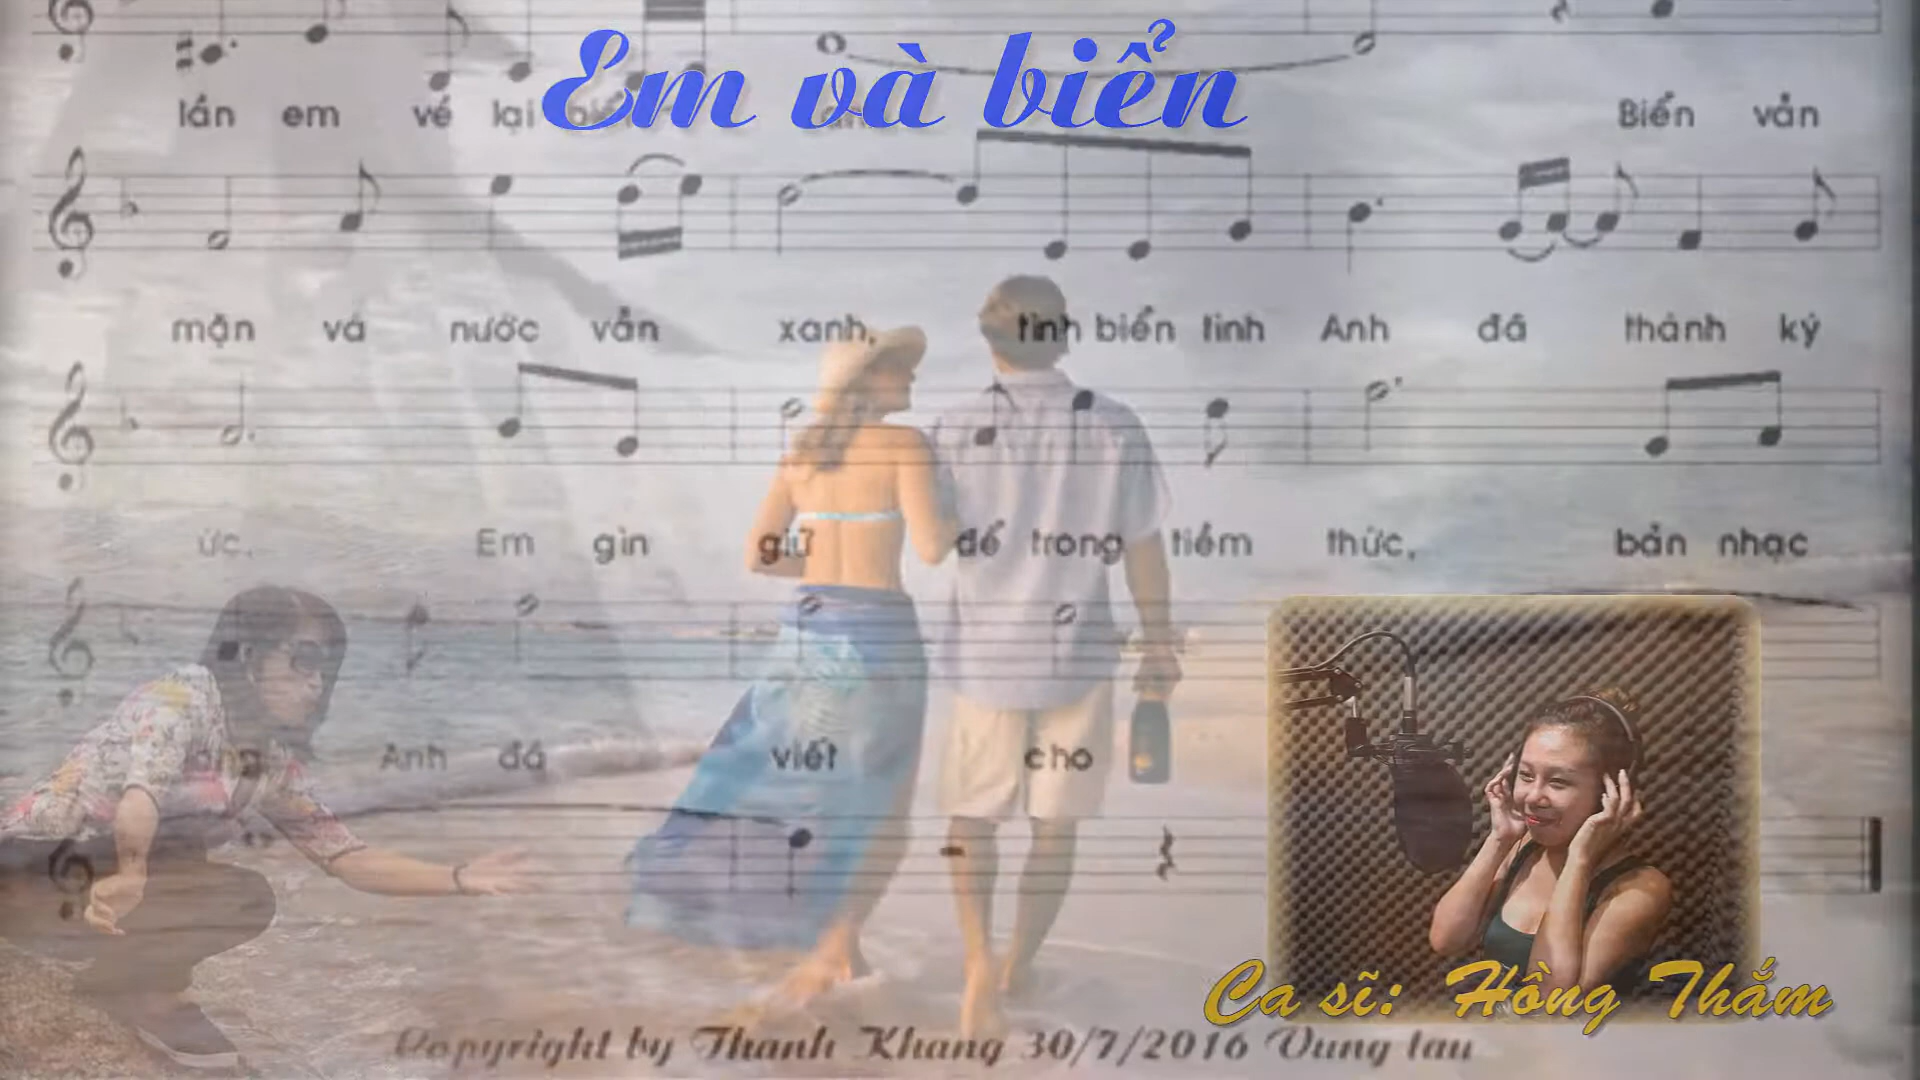 Em và biển
lần em về lại Biển vẫn
mặn và nước vẫn xanh, tình biển tình Anh đã thành ký
ức. Em gìn giữ để trong tiềm thức, bản nhạc
Anh đã viết cho
Ca sĩ: Hồng Thắm
Copyright by Thanh Khang 30/7/2016 Vung tau